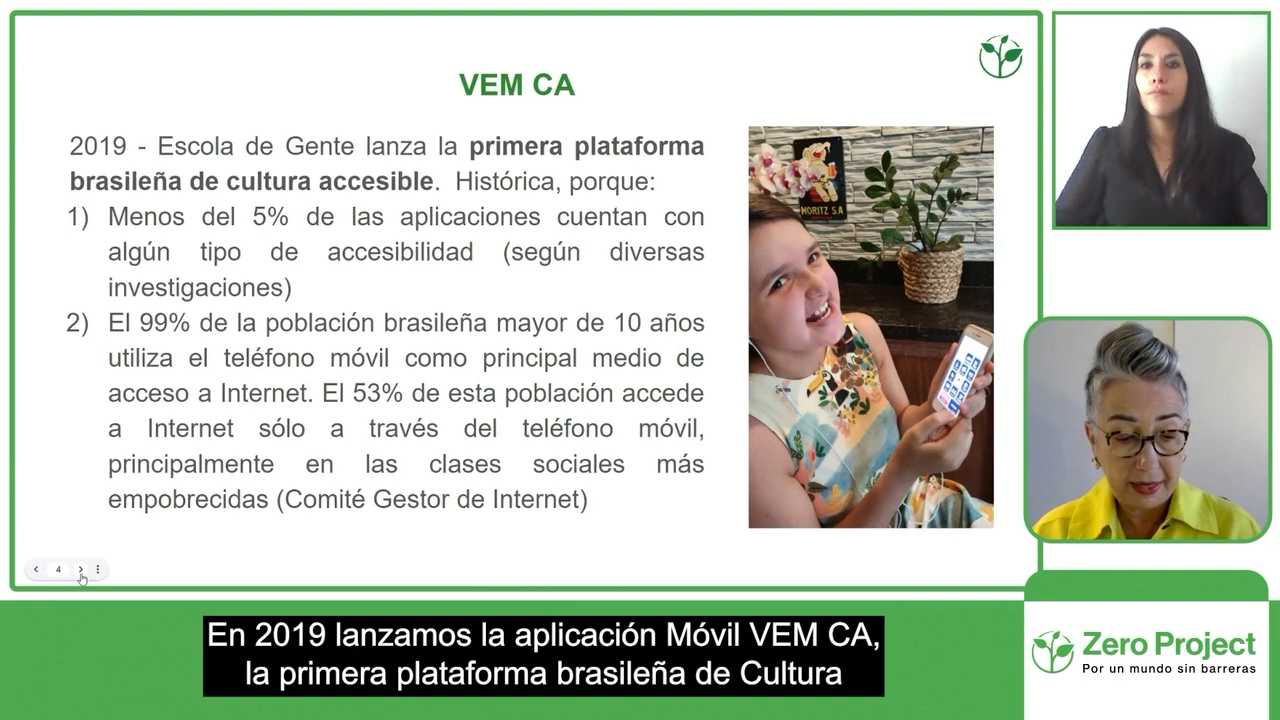 VEM CA
2019 - Escola de Gente lanza la primera plataforma
brasileña de cultura accesible. Histórica, porque:
1) Menos del 5% de las aplicaciones cuentan con
algún tipo de accesibilidad (según diversas
investigaciones)
2) El 99% de la población brasileña mayor de 10 años
utiliza el teléfono móvil como principal medio de
acceso a Internet. El 53% de esta población accede
a Internet sólo a través del teléfono móvil,
principalmente en las clases sociales más
empobrecidas (Comité Gestor de Internet)
MORITZ S.A
4
En 2019 lanzamos la aplicación Móvil VEM CA,
la primera plataforma brasileña de Cultura
Zero Project
Por un mundo sin barreras